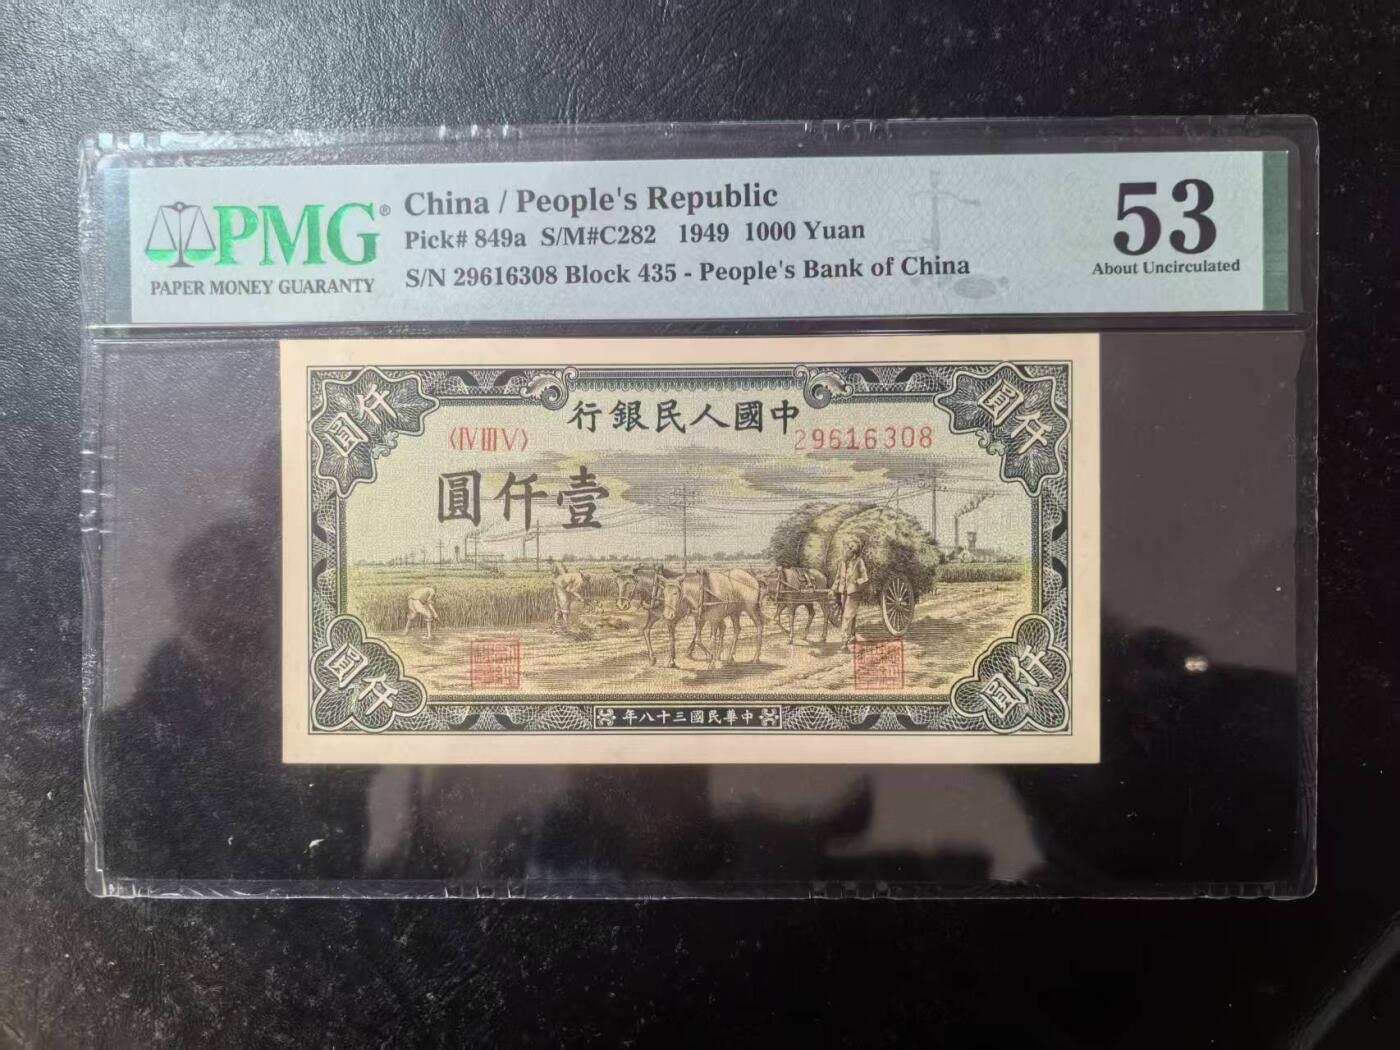 PMG®
PAPER MONEY GUARANTY
China / People's Republic
Pick# 849a S/M#C282 1949 1000 Yuan
S/N 29616308 Block 435 - People's Bank of China
53
About Uncirculated
圓仟
圓仟
行銀民人國中
〈IV III V〉
29616308
圓仟壹
圓仟
圓仟
年八十三國民華中